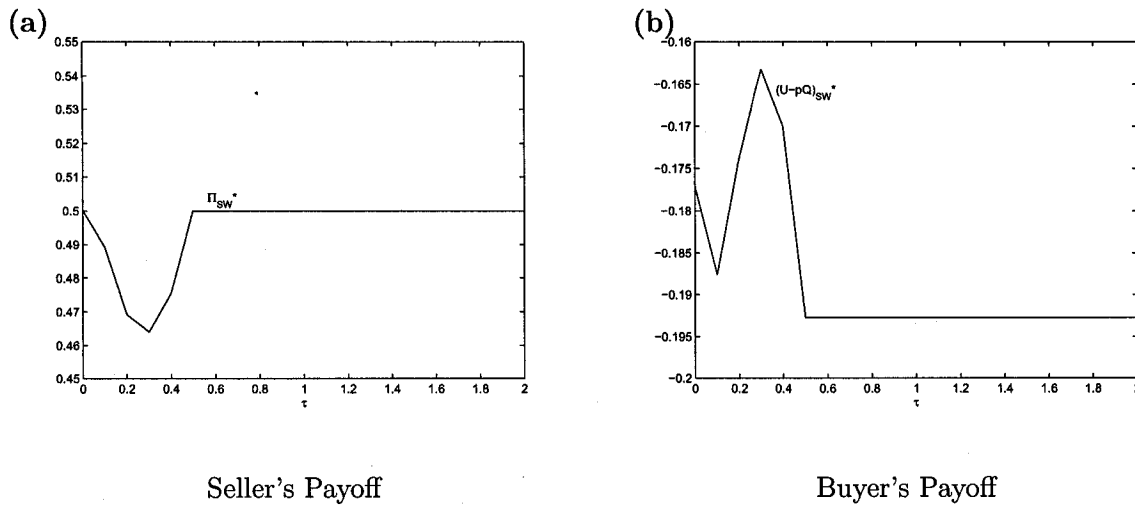 (a)
0.55
0.54
0.53
0.52
0.51
0.5
0.49
0.48
0.47
0.46
0.45
Π_SW*
0 0.2 0.4 0.6 0.8 1 1.2 1.4 1.6 1.8 2
τ
Seller's Payoff
(b)
−0.16
−0.165
−0.17
−0.175
−0.18
−0.185
−0.19
−0.195
−0.2
(U−pQ)_SW*
0 0.2 0.4 0.6 0.8 1 1.2 1.4 1.6 1.8 2
τ
Buyer's Payoff